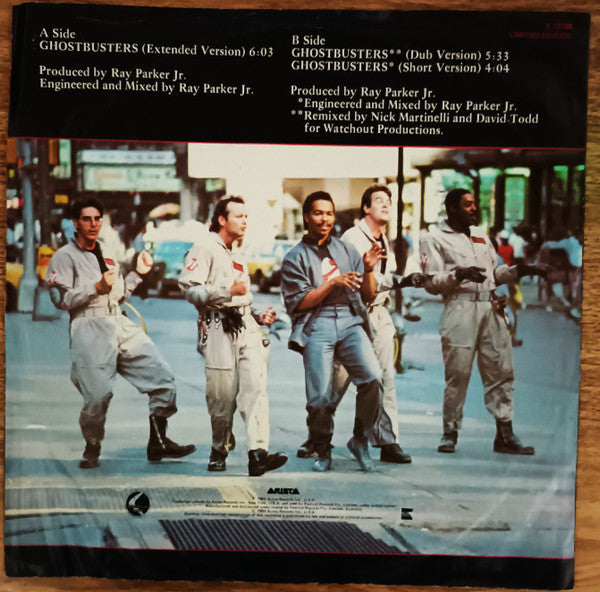 A Side
GHOSTBUSTERS (Extended Version) 6:03
Produced by Ray Parker Jr.
Engineered and Mixed by Ray Parker Jr.
LIMITED EDITION
B Side
GHOSTBUSTERS** (Dub Version) 5:33
GHOSTBUSTERS* (Short Version) 4:04
Produced by Ray Parker Jr.
*Engineered and Mixed by Ray Parker Jr.
**Remixed by Nick Martinelli and David Todd
for Watchout Productions.
ARISTA